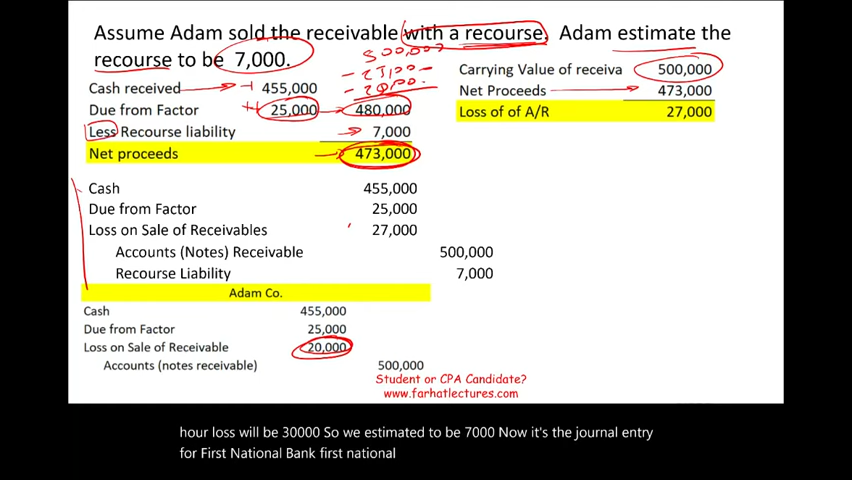 Assume Adam sold the receivable with a recourse. Adam estimate the
recourse to be 7,000.
Cash received 455,000
Due from Factor 25,000 480,000
Less Recourse liability 7,000
Net proceeds 473,000
Carrying Value of receiva 500,000
Net Proceeds 473,000
Loss of of A/R 27,000
Cash 455,000
Due from Factor 25,000
Loss on Sale of Receivables 27,000
Accounts (Notes) Receivable 500,000
Recourse Liability 7,000
Adam Co.
Cash 455,000
Due from Factor 25,000
Loss on Sale of Receivable 20,000
Accounts (notes receivable) 500,000
Student or CPA Candidate?
www.farhatlectures.com
hour loss will be 30000 So we estimated to be 7000 Now it's the journal entry
for First National Bank first national